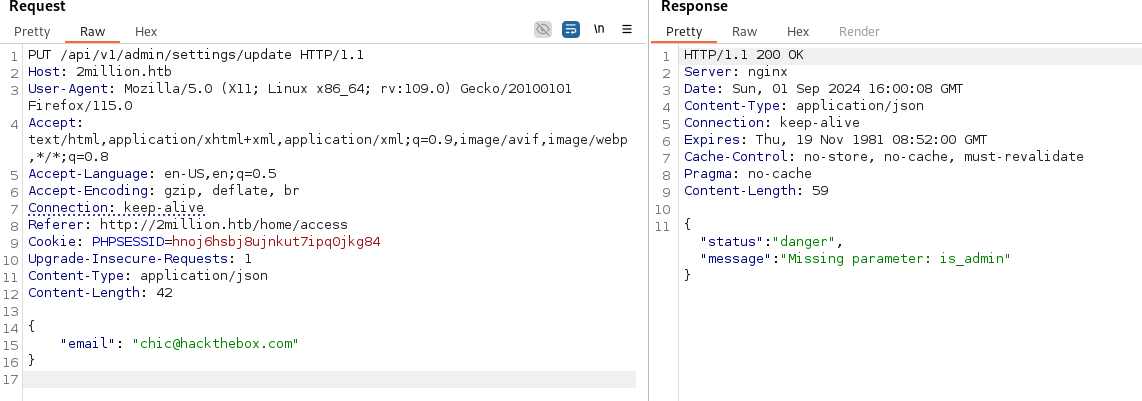 Request
Pretty Raw Hex \n
1 PUT /api/v1/admin/settings/update HTTP/1.1
2 Host: 2million.htb
3 User-Agent: Mozilla/5.0 (X11; Linux x86_64; rv:109.0) Gecko/20100101
Firefox/115.0
4 Accept:
text/html,application/xhtml+xml,application/xml;q=0.9,image/avif,image/webp
,*/*;q=0.8
5 Accept-Language: en-US,en;q=0.5
6 Accept-Encoding: gzip, deflate, br
7 Connection: keep-alive
8 Referer: http://2million.htb/home/access
9 Cookie: PHPSESSID=hnoj6hsbj8ujnkut7ipq0jkg84
10 Upgrade-Insecure-Requests: 1
11 Content-Type: application/json
12 Content-Length: 42
13
14 {
15 "email": "chic@hackthebox.com"
16 }
17
Response
Pretty Raw Hex Render
1 HTTP/1.1 200 OK
2 Server: nginx
3 Date: Sun, 01 Sep 2024 16:00:08 GMT
4 Content-Type: application/json
5 Connection: keep-alive
6 Expires: Thu, 19 Nov 1981 08:52:00 GMT
7 Cache-Control: no-store, no-cache, must-revalidate
8 Pragma: no-cache
9 Content-Length: 59
10
11 {
"status":"danger",
"message":"Missing parameter: is_admin"
}